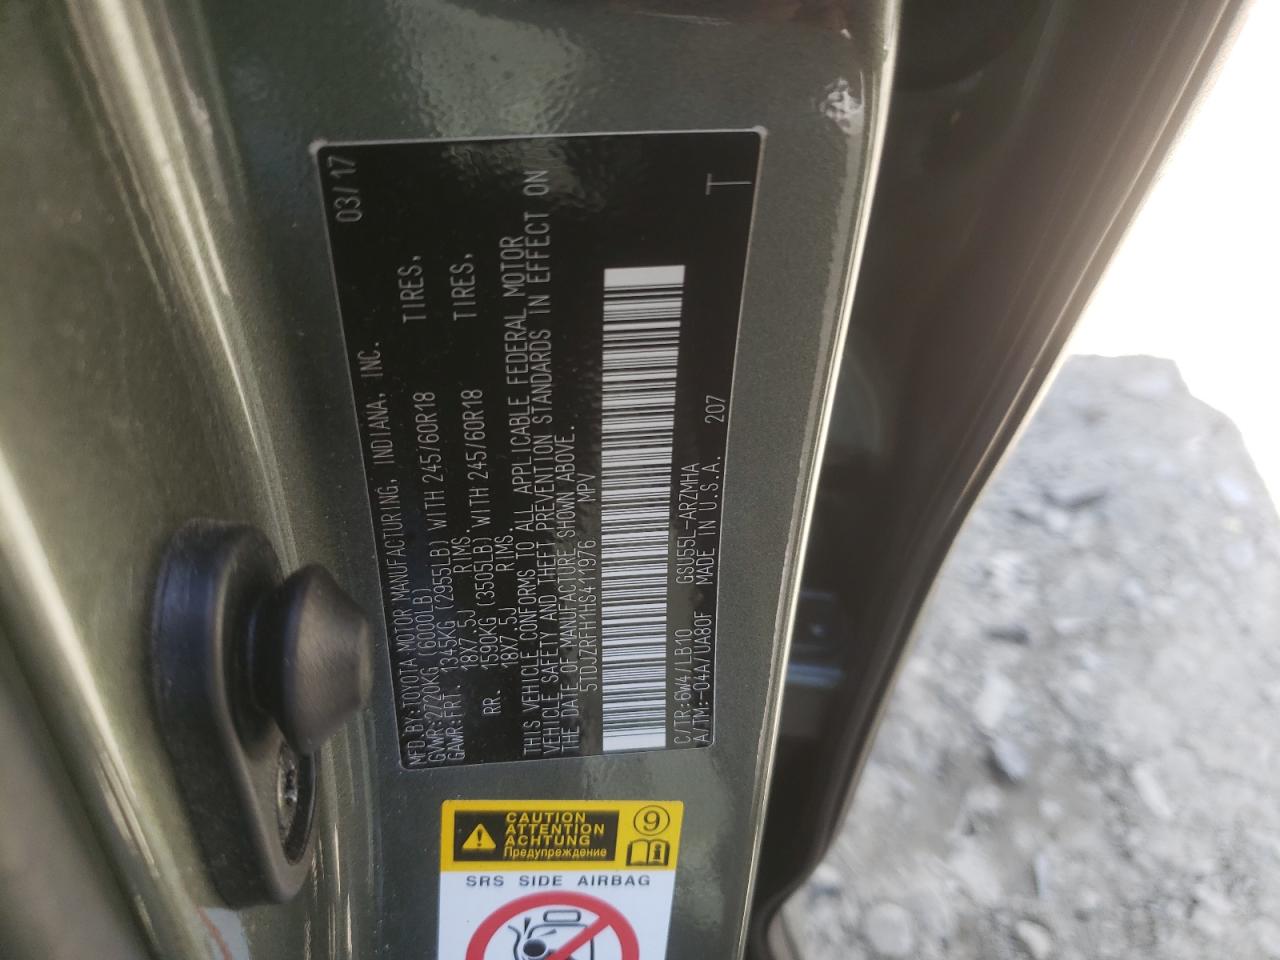 MFD.BY:TOYOTA MOTOR MANUFACTURING, INDIANA, INC. 03/17
GVWR:2720KG (6000LB)
GAWR:FRT. 1345KG (2955LB) WITH 245/60R18 TIRES,
18X7.5J RIMS,
RR. 1590KG (3505LB) WITH 245/60R18 TIRES,
18X7.5J RIMS.
THIS VEHICLE CONFORMS TO ALL APPLICABLE FEDERAL MOTOR
VEHICLE SAFETY AND THEFT PREVENTION STANDARDS IN EFFECT ON
THE DATE OF MANUFACTURE SHOWN ABOVE.
5TDJZRFH1HS411976 MPV
C/TR:6W4/LB10 GSU55L-ARZMHA
A/TM:-04A/UA80F MADE IN U.S.A. 207 T
CAUTION
ATTENTION
ACHTUNG
Предупреждение
9
SRS SIDE AIRBAG